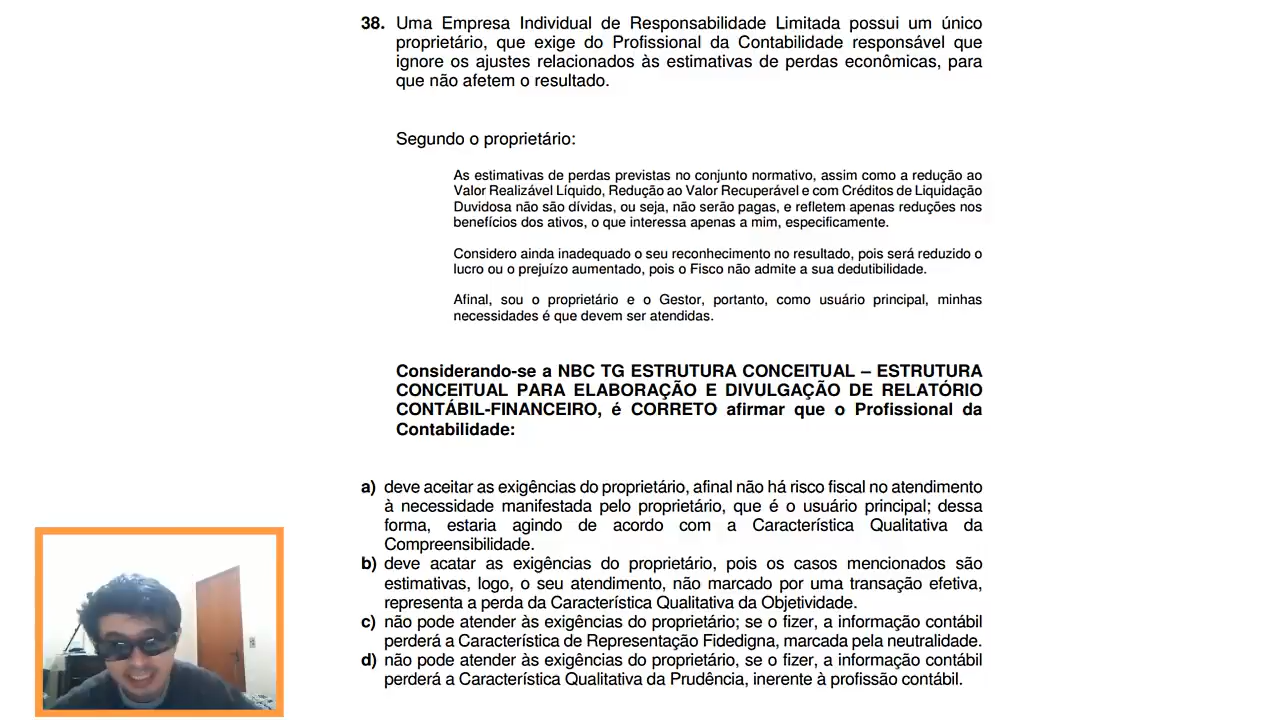 38. Uma Empresa Individual de Responsabilidade Limitada possui um único
proprietário, que exige do Profissional da Contabilidade responsável que
ignore os ajustes relacionados às estimativas de perdas econômicas, para
que não afetem o resultado.
Segundo o proprietário:
As estimativas de perdas previstas no conjunto normativo, assim como a redução ao
Valor Realizável Líquido, Redução ao Valor Recuperável e com Créditos de Liquidação
Duvidosa não são dívidas, ou seja, não serão pagas, e refletem apenas reduções nos
benefícios dos ativos, o que interessa apenas a mim, especificamente.
Considero ainda inadequado o seu reconhecimento no resultado, pois será reduzido o
lucro ou o prejuízo aumentado, pois o Fisco não admite a sua dedutibilidade.
Afinal, sou o proprietário e o Gestor, portanto, como usuário principal, minhas
necessidades é que devem ser atendidas.
Considerando-se a NBC TG ESTRUTURA CONCEITUAL – ESTRUTURA
CONCEITUAL PARA ELABORAÇÃO E DIVULGAÇÃO DE RELATÓRIO
CONTÁBIL-FINANCEIRO, é CORRETO afirmar que o Profissional da
Contabilidade:
a) deve aceitar as exigências do proprietário, afinal não há risco fiscal no atendimento
à necessidade manifestada pelo proprietário, que é o usuário principal; dessa
forma, estaria agindo de acordo com a Característica Qualitativa da
Compreensibilidade.
b) deve acatar as exigências do proprietário, pois os casos mencionados são
estimativas, logo, o seu atendimento, não marcado por uma transação efetiva,
representa a perda da Característica Qualitativa da Objetividade.
c) não pode atender às exigências do proprietário; se o fizer, a informação contábil
perderá a Característica de Representação Fidedigna, marcada pela neutralidade.
d) não pode atender às exigências do proprietário, se o fizer, a informação contábil
perderá a Característica Qualitativa da Prudência, inerente à profissão contábil.